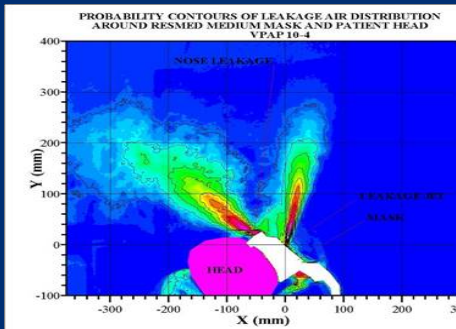 PROBABILITY CONTOURS OF LEAKAGE AIR DISTRIBUTION
AROUND RESMED MEDIUM MASK AND PATIENT HEAD
VPAP 10-4
400
300
200
100
0
-100
Y (mm)
NOSE LEAKAGE
LEAKAGE JET
MASK
HEAD
-300 -200 -100 0 100 200
X (mm)